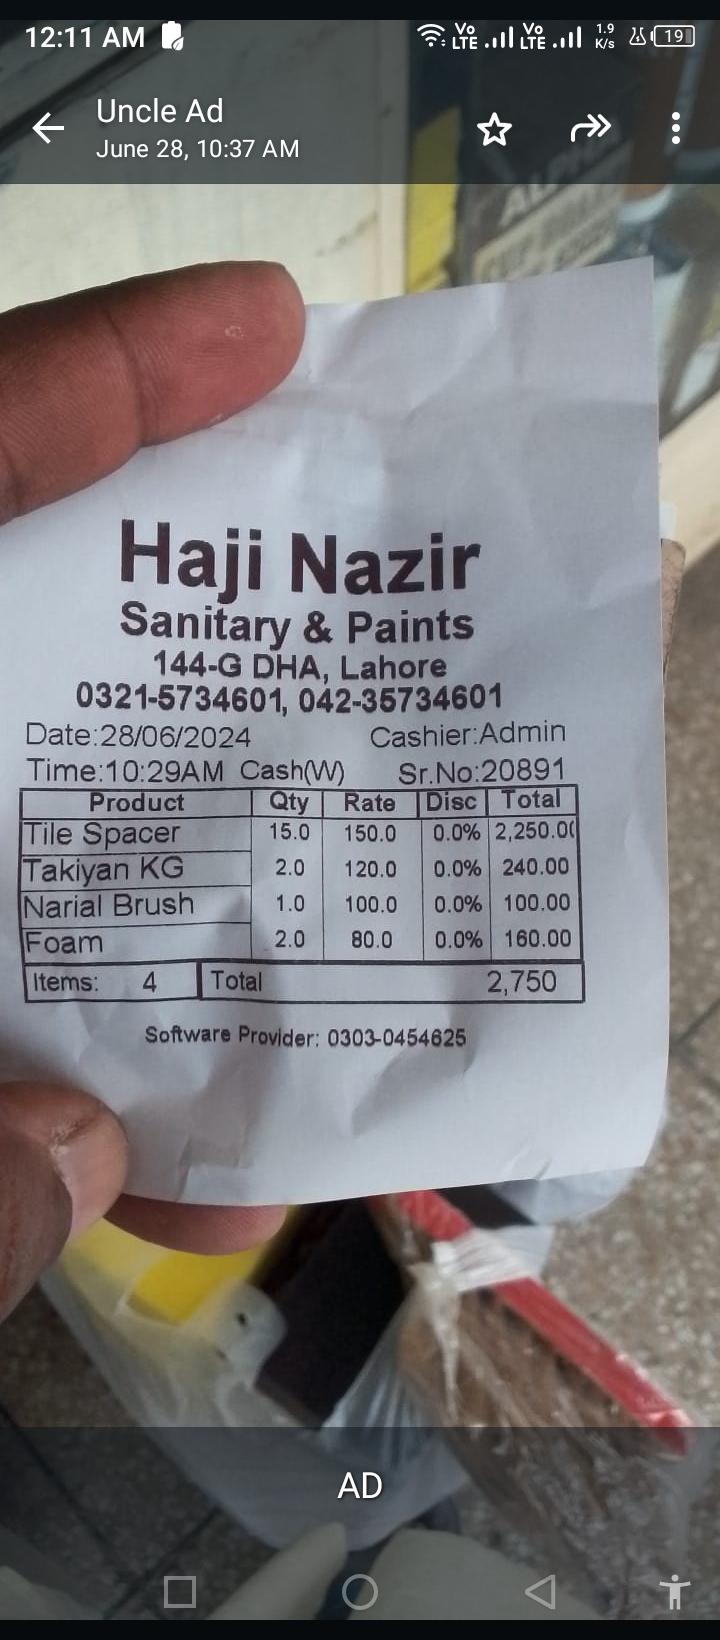 12:11 AM Vo LTE Vo LTE 1.9 K/s 19
Uncle Ad
June 28, 10:37 AM
Haji Nazir
Sanitary & Paints
144-G DHA, Lahore
0321-5734601, 042-35734601
Date:28/06/2024 Cashier:Admin
Time:10:29AM Cash(W) Sr.No:20891
Product Qty Rate Disc Total
Tile Spacer 15.0 150.0 0.0% 2,250.0(
Takiyan KG 2.0 120.0 0.0% 240.00
Narial Brush 1.0 100.0 0.0% 100.00
Foam 2.0 80.0 0.0% 160.00
Items: 4 Total 2,750
Software Provider: 0303-0454625
AD